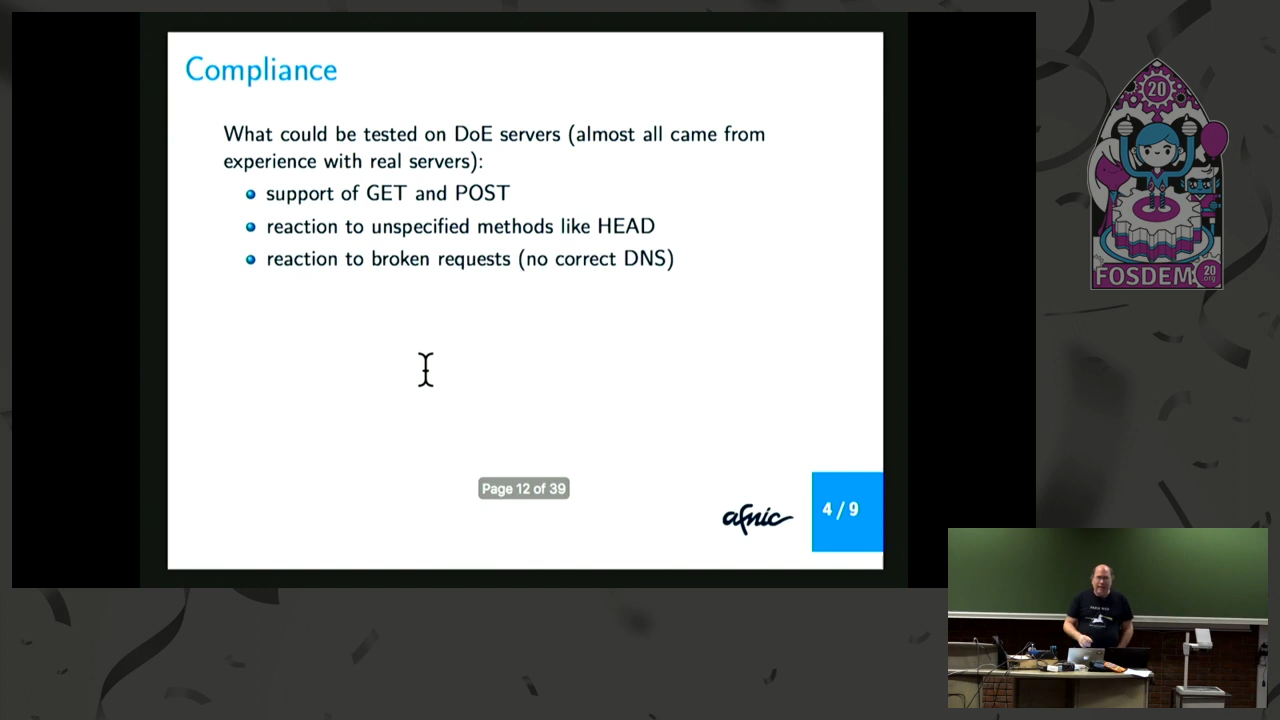 Compliance
What could be tested on DoE servers (almost all came from
experience with real servers):
support of GET and POST
reaction to unspecified methods like HEAD
reaction to broken requests (no correct DNS)
Page 12 of 39
afnic
4 / 9
20
FOSDEM
20
.org